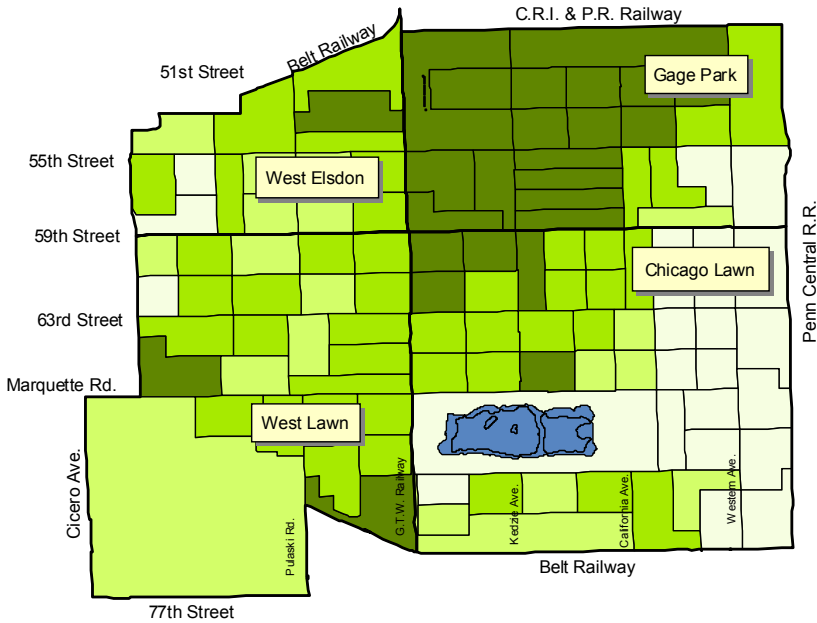 C.R.I. & P.R. Railway
Belt Railway
51st Street
Gage Park
55th Street
West Elsdon
59th Street
Penn Central R.R.
Chicago Lawn
63rd Street
Marquette Rd.
West Lawn
Cicero Ave.
Pulaski Rd.
G.T.W. Railway
Kedzie Ave.
California Ave.
Western Ave.
Belt Railway
77th Street